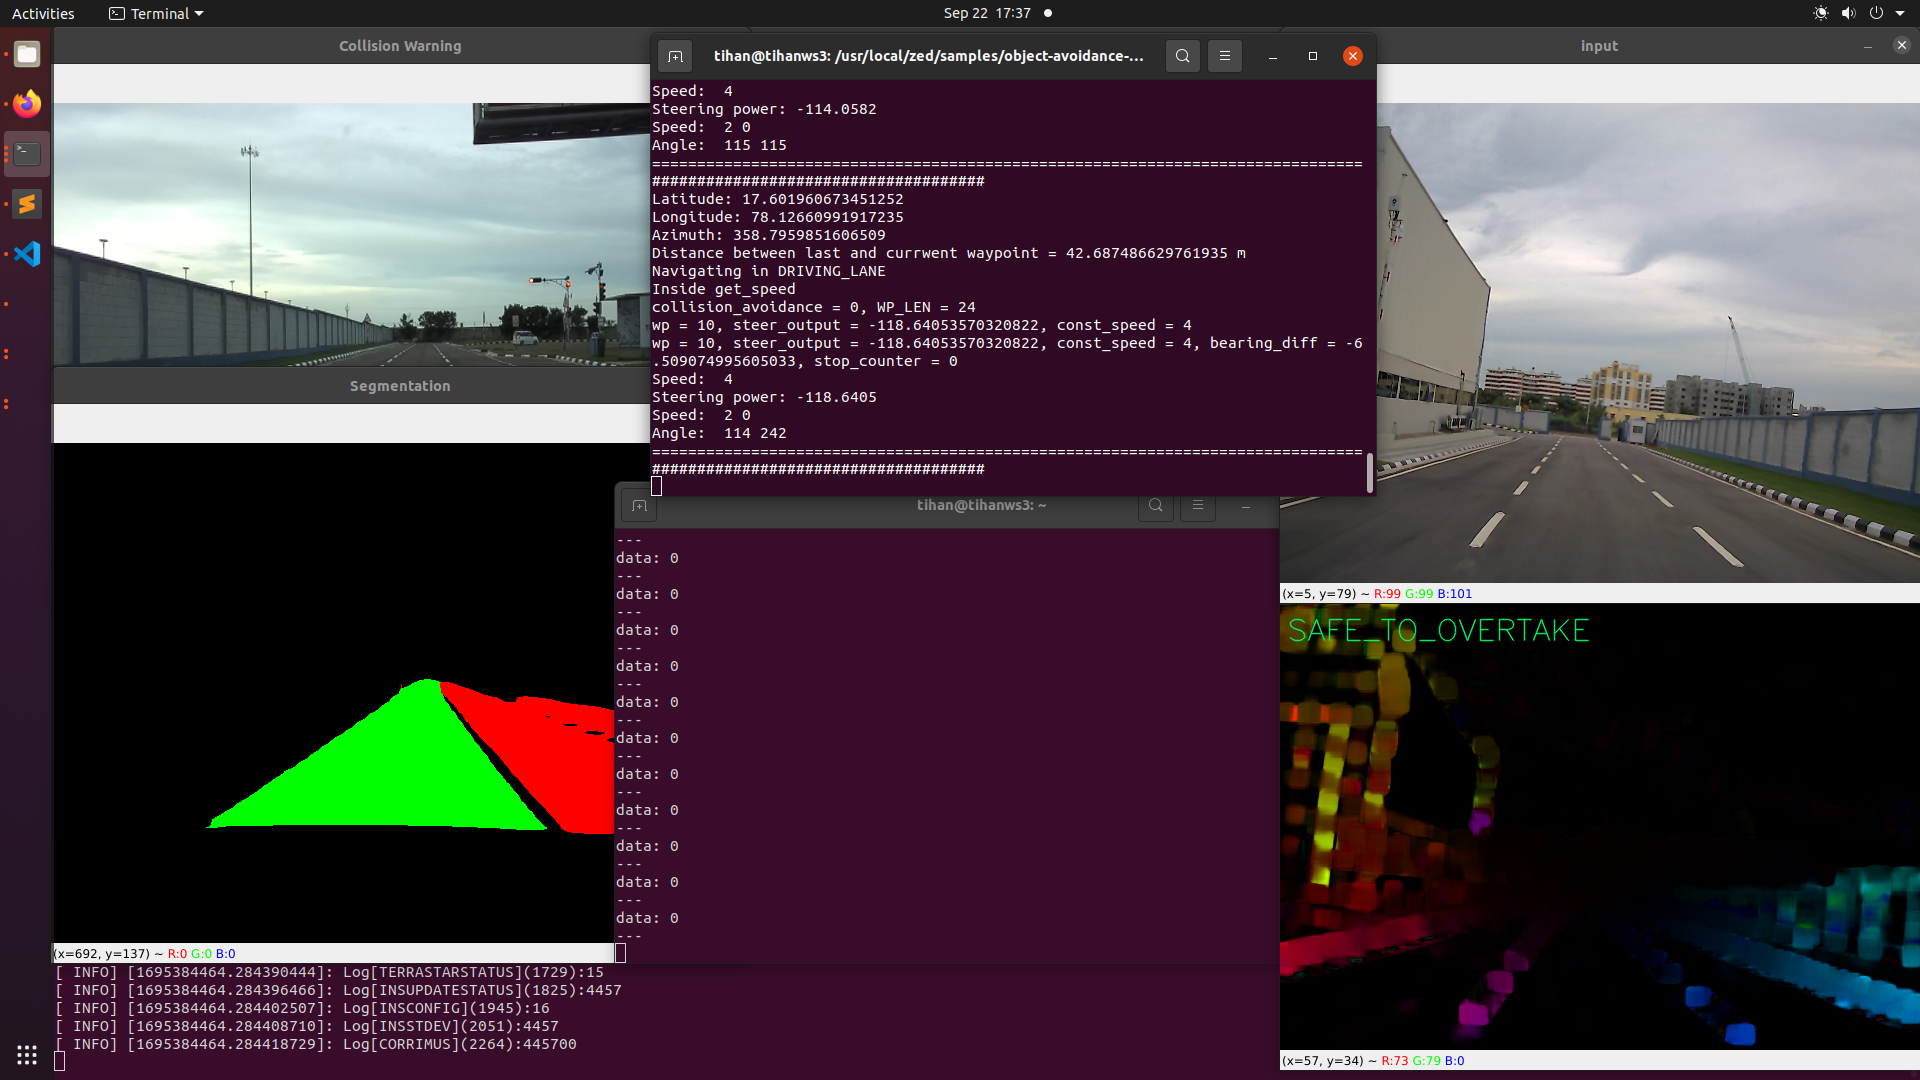 Activities
Terminal
Sep 22 17:37
Collision Warning
tihan@tihanws3: /usr/local/zed/samples/object-avoidance-...
input
Speed:  4
Steering power: -114.0582
Speed:  2 0
Angle:  115 115
===============================================================================
#####################################
Latitude: 17.601960673451252
Longitude: 78.12660991917235
Azimuth: 358.7959851606509
Distance between last and currwent waypoint = 42.687486629761935 m
Navigating in DRIVING_LANE
Inside get_speed
collision_avoidance = 0, WP_LEN = 24
wp = 10, steer_output = -118.64053570320822, const_speed = 4
wp = 10, steer_output = -118.64053570320822, const_speed = 4, bearing_diff = -6
.509074995605033, stop_counter = 0
Speed:  4
Steering power: -118.6405
Speed:  2 0
Angle:  114 242
===============================================================================
#####################################
Segmentation
tihan@tihanws3: ~
---
data: 0
---
data: 0
---
data: 0
---
data: 0
---
data: 0
---
data: 0
---
data: 0
---
data: 0
---
data: 0
---
data: 0
---
data: 0
---
(x=5, y=79) ~ R:99 G:99 B:101
SAFE_TO_OVERTAKE
(x=692, y=137) ~ R:0 G:0 B:0
[ INFO] [1695384464.284390444]: Log[TERRASTARSTATUS](1729):15
[ INFO] [1695384464.284396466]: Log[INSUPDATESTATUS](1825):4457
[ INFO] [1695384464.284402507]: Log[INSCONFIG](1945):16
[ INFO] [1695384464.284408710]: Log[INSSTDEV](2051):4457
[ INFO] [1695384464.284418729]: Log[CORRIMUS](2264):445700
(x=57, y=34) ~ R:73 G:79 B:0